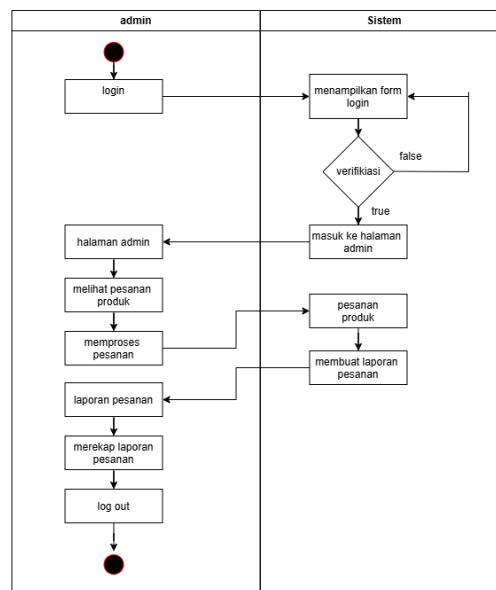 admin
Sistem
login
menampilkan form
login
verifikiasi
false
true
halaman admin
masuk ke halaman
admin
melihat pesanan
produk
pesanan
produk
memproses
pesanan
membuat laporan
pesanan
laporan pesanan
merekap laporan
pesanan
log out